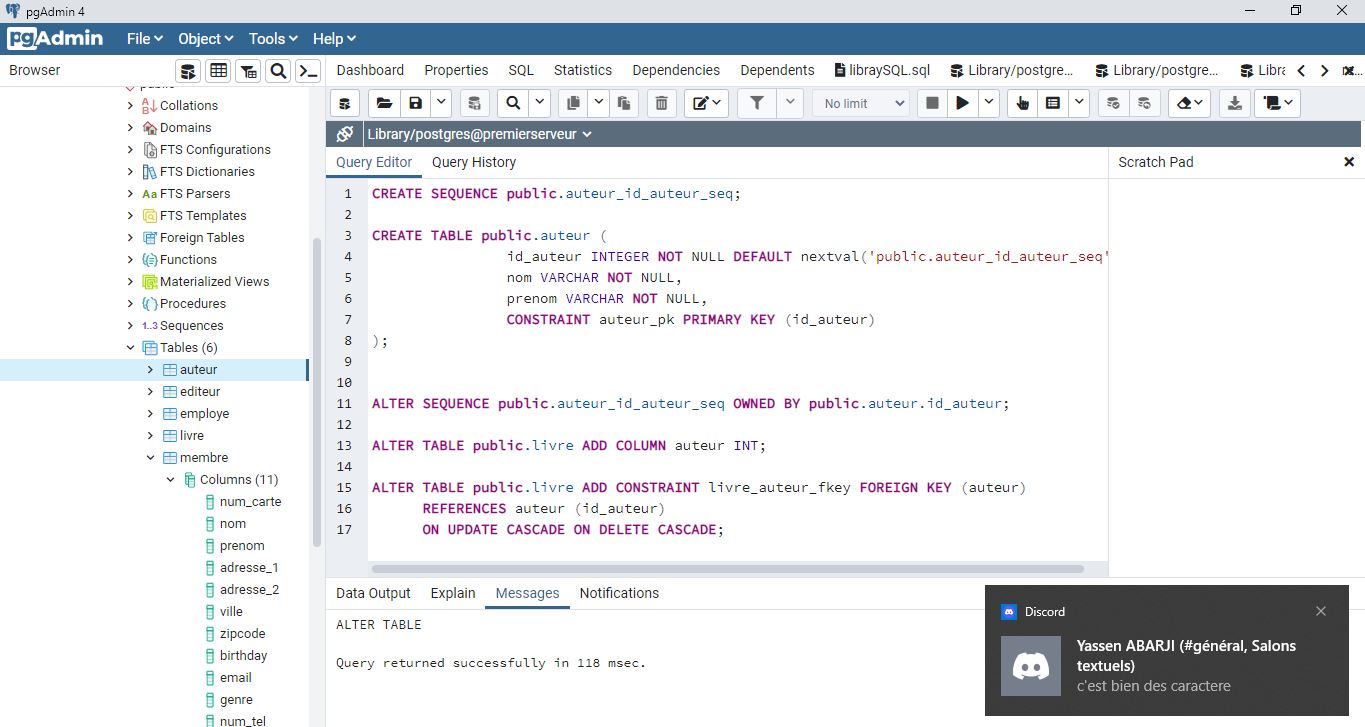 pgAdmin 4
pgAdmin File Object Tools Help
Browser
Dashboard Properties SQL Statistics Dependencies Dependents libraySQL.sql Library/postgre... Library/postgre... Libra
No limit
Library/postgres@premierserveur
Query Editor Query History
Scratch Pad
public
Collations
Domains
FTS Configurations
FTS Dictionaries
Aa FTS Parsers
FTS Templates
Foreign Tables
Functions
Materialized Views
Procedures
1..3 Sequences
Tables (6)
auteur
editeur
employe
livre
membre
Columns (11)
num_carte
nom
prenom
adresse_1
adresse_2
ville
zipcode
birthday
email
genre
num_tel
1 CREATE SEQUENCE public.auteur_id_auteur_seq;
2
3 CREATE TABLE public.auteur (
4 id_auteur INTEGER NOT NULL DEFAULT nextval('public.auteur_id_auteur_seq'
5 nom VARCHAR NOT NULL,
6 prenom VARCHAR NOT NULL,
7 CONSTRAINT auteur_pk PRIMARY KEY (id_auteur)
8 );
9
10
11 ALTER SEQUENCE public.auteur_id_auteur_seq OWNED BY public.auteur.id_auteur;
12
13 ALTER TABLE public.livre ADD COLUMN auteur INT;
14
15 ALTER TABLE public.livre ADD CONSTRAINT livre_auteur_fkey FOREIGN KEY (auteur)
16 REFERENCES auteur (id_auteur)
17 ON UPDATE CASCADE ON DELETE CASCADE;
Data Output Explain Messages Notifications
ALTER TABLE
Query returned successfully in 118 msec.
Discord
Yassen ABARJI (#général, Salons
textuels)
c'est bien des caractere